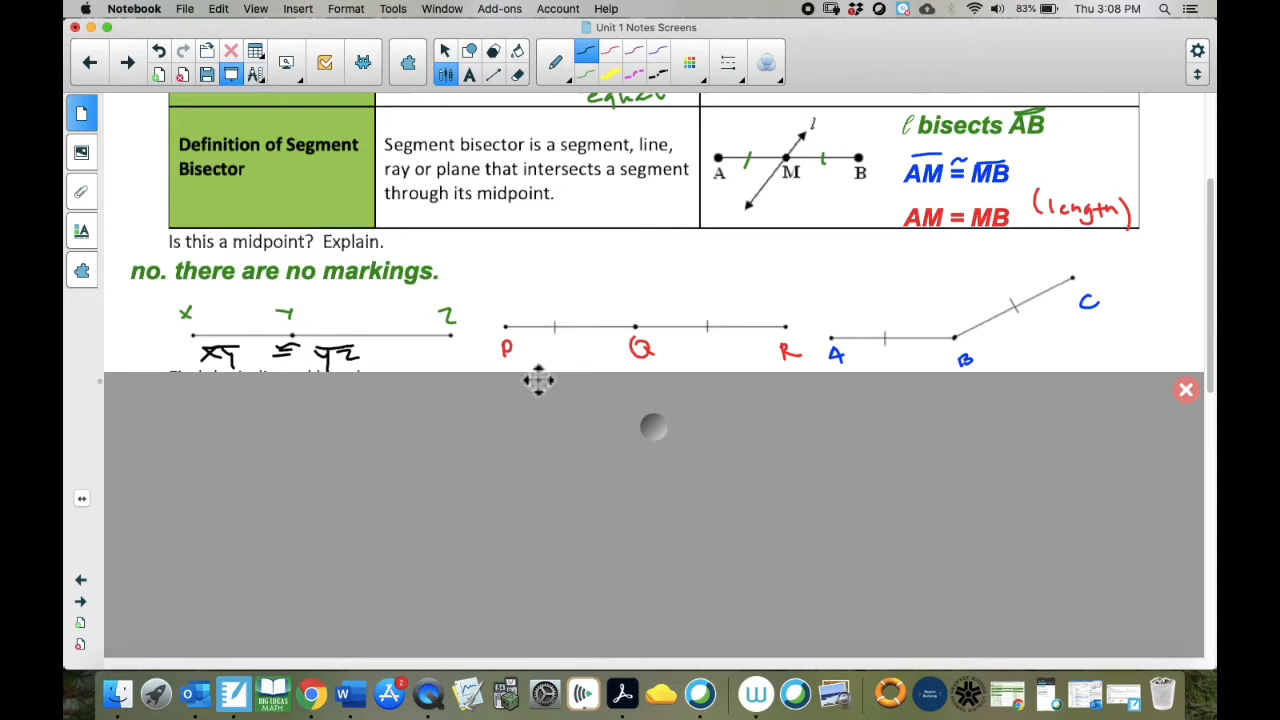 Notebook File Edit View Insert Format Tools Window Add-ons Account Help 83% Thu 3:08 PM
Unit 1 Notes Screens
equal
Definition of Segment Bisector
Segment bisector is a segment, line,
ray or plane that intersects a segment
through its midpoint.
l
A M B
l bisects AB
AM ≅ MB
AM = MB (length)
Is this a midpoint? Explain.
no. there are no markings.
X Y Z
XY ≅ YZ
P Q R
A B C